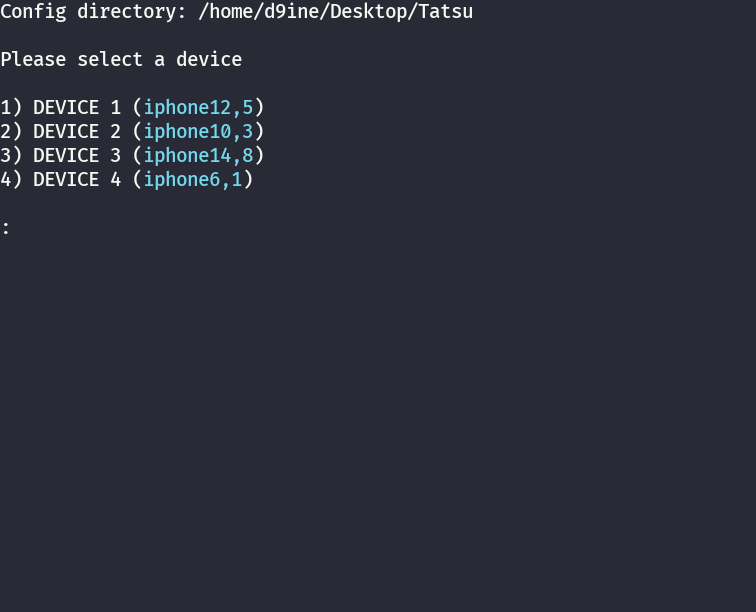 Config directory: /home/d9ine/Desktop/Tatsu
Please select a device
1) DEVICE 1 (iphone12,5)
2) DEVICE 2 (iphone10,3)
3) DEVICE 3 (iphone14,8)
4) DEVICE 4 (iphone6,1)
: